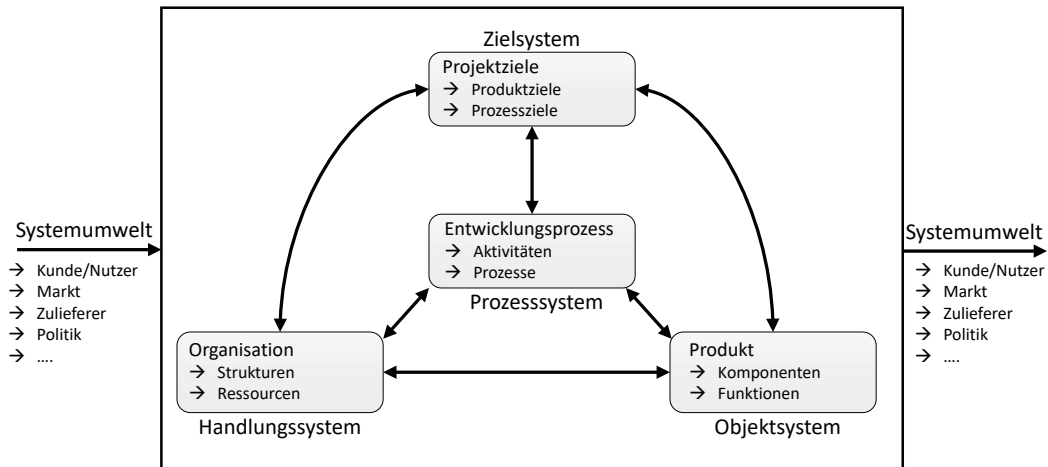 Zielsystem
Projektziele
→ Produktziele
→ Prozessziele
Systemumwelt
→ Kunde/Nutzer
→ Markt
→ Zulieferer
→ Politik
→ ....
Entwicklungsprozess
→ Aktivitäten
→ Prozesse
Prozesssystem
Organisation
→ Strukturen
→ Ressourcen
Handlungssystem
Produkt
→ Komponenten
→ Funktionen
Objektsystem
Systemumwelt
→ Kunde/Nutzer
→ Markt
→ Zulieferer
→ Politik
→ ....